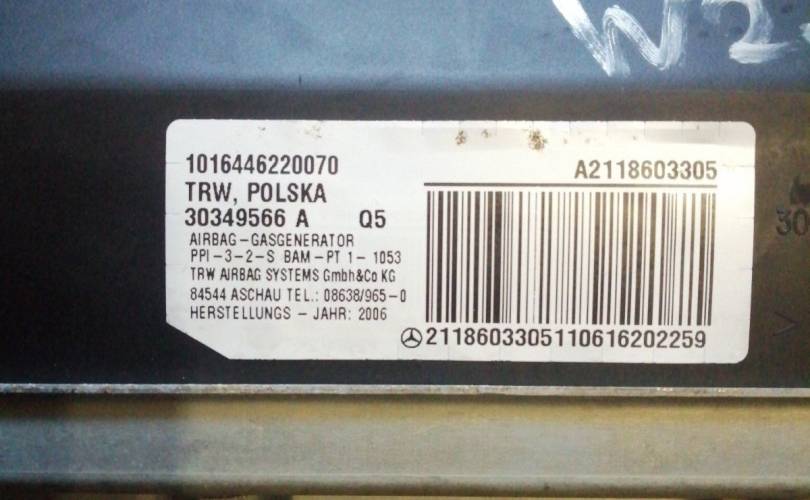 1016446220070
A2118603305
TRW, POLSKA
30349566 A Q5
AIRBAG-GASGENERATOR
PPI-3-2-S BAM-PT 1- 1053
TRW AIRBAG SYSTEMS Gmbh&Co KG
84544 ASCHAU TEL.: 08638/965-0
HERSTELLUNGS - JAHR: 2006
2118603305110616202259